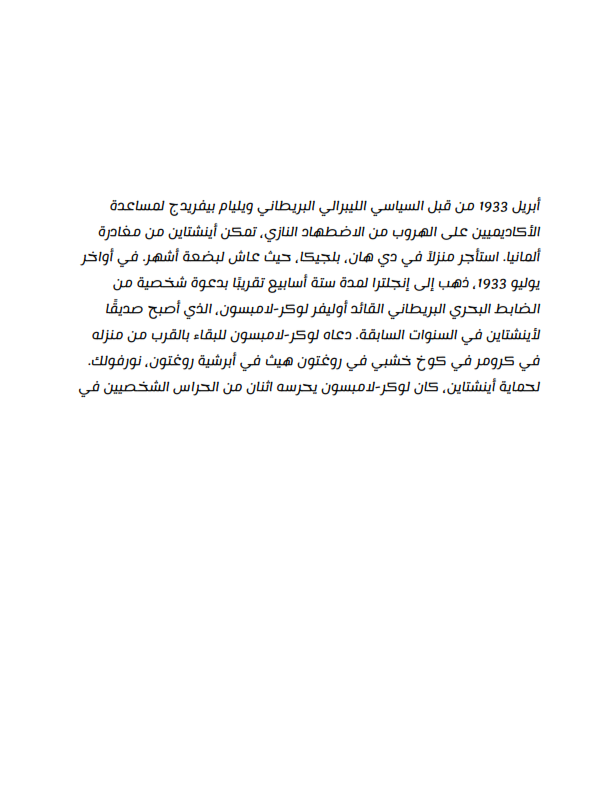 أبريل 1933 من قبل السياسي الليبرالي البريطاني ويليام بيفريدج لمساعدة
الأكاديميين على الهروب من الاضطهاد النازي، تمكن أينشتاين من مغادرة
ألمانيا. استأجر منزلاً في دي هان، بلجيكا، حيث عاش لبضعة أشهر. في أواخر
يوليو 1933، ذهب إلى إنجلترا لمدة ستة أسابيع تقريبًا بدعوة شخصية من
الضابط البحري البريطاني القائد أوليفر لوكر-لامبسون، الذي أصبح صديقًا
لأينشتاين في السنوات السابقة. دعاه لوكر-لامبسون للبقاء بالقرب من منزله
في كرومر في كوخ خشبي في روغتون هيث في أبرشية روغتون، نورفولك.
لحماية أينشتاين، كان لوكر-لامبسون يحرسه اثنان من الحراس الشخصيين في